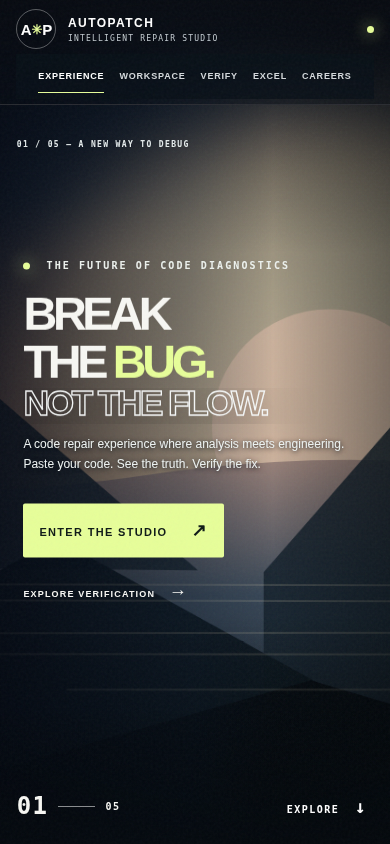 A✳P
AUTOPATCH
INTELLIGENT REPAIR STUDIO
EXPERIENCE WORKSPACE VERIFY EXCEL CAREERS
01 / 05 — A NEW WAY TO DEBUG
THE FUTURE OF CODE DIAGNOSTICS
BREAK
THE BUG.
NOT THE FLOW.
A code repair experience where analysis meets engineering.
Paste your code. See the truth. Verify the fix.
ENTER THE STUDIO ↗
EXPLORE VERIFICATION →
01 — 05
EXPLORE ↓